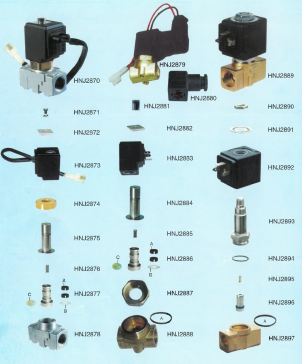 HNJ2870
HNJ2879
HNJ2880
HNJ2889
HNJ2871
HNJ2881
HNJ2890
HNJ2872
HNJ2882
HNJ2891
HNJ2873
HNJ2883
HNJ2892
HNJ2874
HNJ2884
HNJ2893
HNJ2875
HNJ2885
HNJ2894
HNJ2876
HNJ2886
A
B
C
HNJ2895
HNJ2877
A
B
C
HNJ2887
HNJ2896
HNJ2878
HNJ2888
A
HNJ2897
A